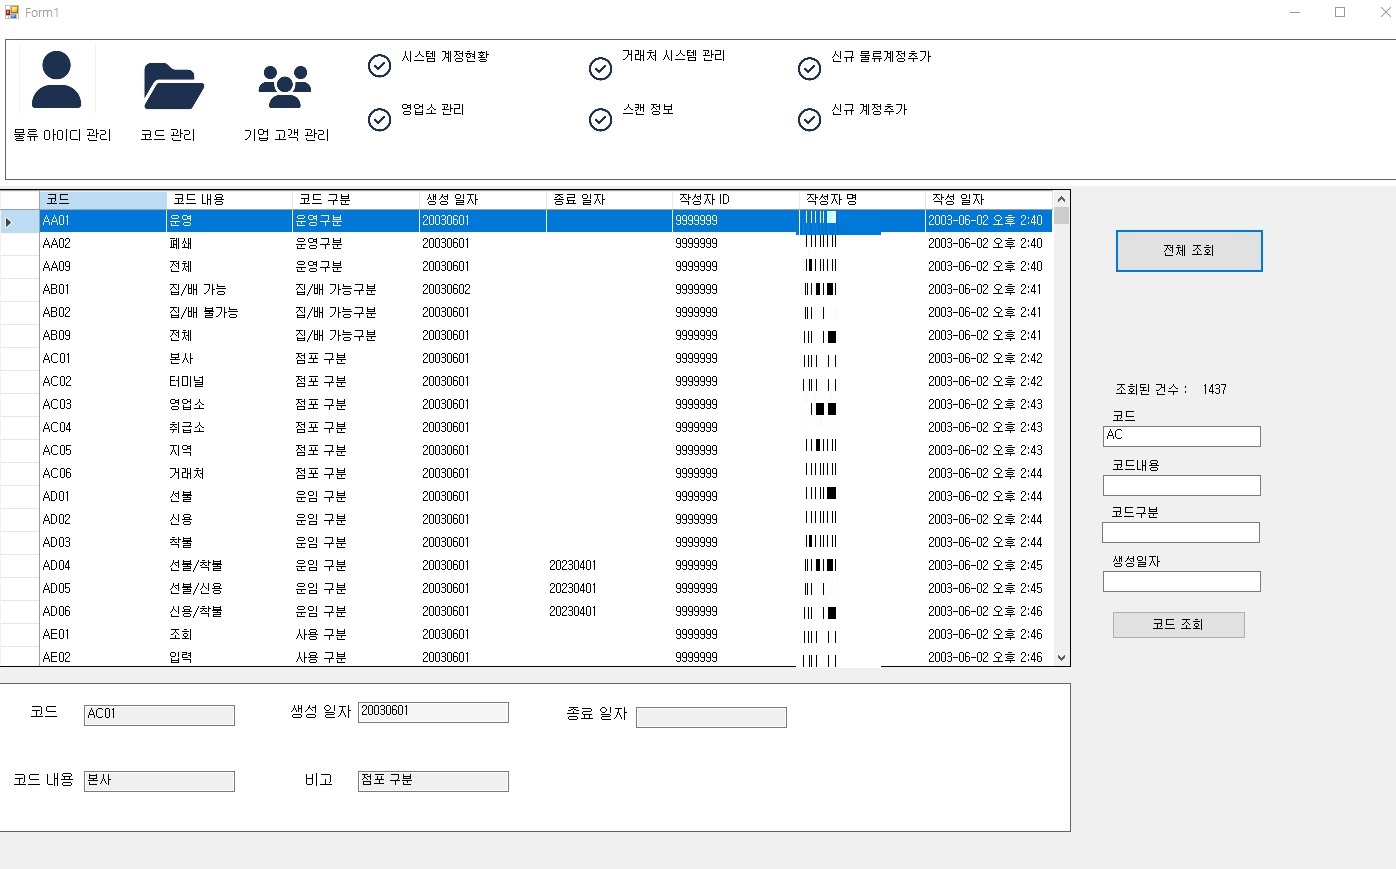 Form1
시스템 계정현황 거래처 시스템 관리 신규 물류계정추가
영업소 관리 스캔 정보 신규 계정추가
물류 아이디 관리 코드 관리 기업 고객 관리
코드 코드 내용 코드 구분 생성 일자 종료 일자 작성자 ID 작성자 명 작성 일자
AA01 운영 운영구분 20030601 9999999 2003-06-02 오후 2:40
AA02 폐쇄 운영구분 20030601 9999999 2003-06-02 오후 2:40
AA09 전체 운영구분 20030601 9999999 2003-06-02 오후 2:40
AB01 집/배 가능 집/배 가능구분 20030602 9999999 2003-06-02 오후 2:41
AB02 집/배 불가능 집/배 가능구분 20030601 9999999 2003-06-02 오후 2:41
AB09 전체 집/배 가능구분 20030601 9999999 2003-06-02 오후 2:41
AC01 본사 점포 구분 20030601 9999999 2003-06-02 오후 2:42
AC02 터미널 점포 구분 20030601 9999999 2003-06-02 오후 2:42
AC03 영업소 점포 구분 20030601 9999999 2003-06-02 오후 2:43
AC04 취급소 점포 구분 20030601 9999999 2003-06-02 오후 2:43
AC05 지역 점포 구분 20030601 9999999 2003-06-02 오후 2:43
AC06 거래처 점포 구분 20030601 9999999 2003-06-02 오후 2:44
AD01 선불 운임 구분 20030601 9999999 2003-06-02 오후 2:44
AD02 신용 운임 구분 20030601 9999999 2003-06-02 오후 2:44
AD03 착불 운임 구분 20030601 9999999 2003-06-02 오후 2:44
AD04 선불/착불 운임 구분 20030601 20230401 9999999 2003-06-02 오후 2:45
AD05 선불/신용 운임 구분 20030601 20230401 9999999 2003-06-02 오후 2:45
AD06 신용/착불 운임 구분 20030601 20230401 9999999 2003-06-02 오후 2:46
AE01 조회 사용 구분 20030601 9999999 2003-06-02 오후 2:46
AE02 입력 사용 구분 20030601 9999999 2003-06-02 오후 2:46
전체 조회
조회된 건수 : 1437
코드
AC
코드내용
코드구분
생성일자
코드 조회
코드 AC01 생성 일자 20030601 종료 일자
코드 내용 본사 비고 점포 구분